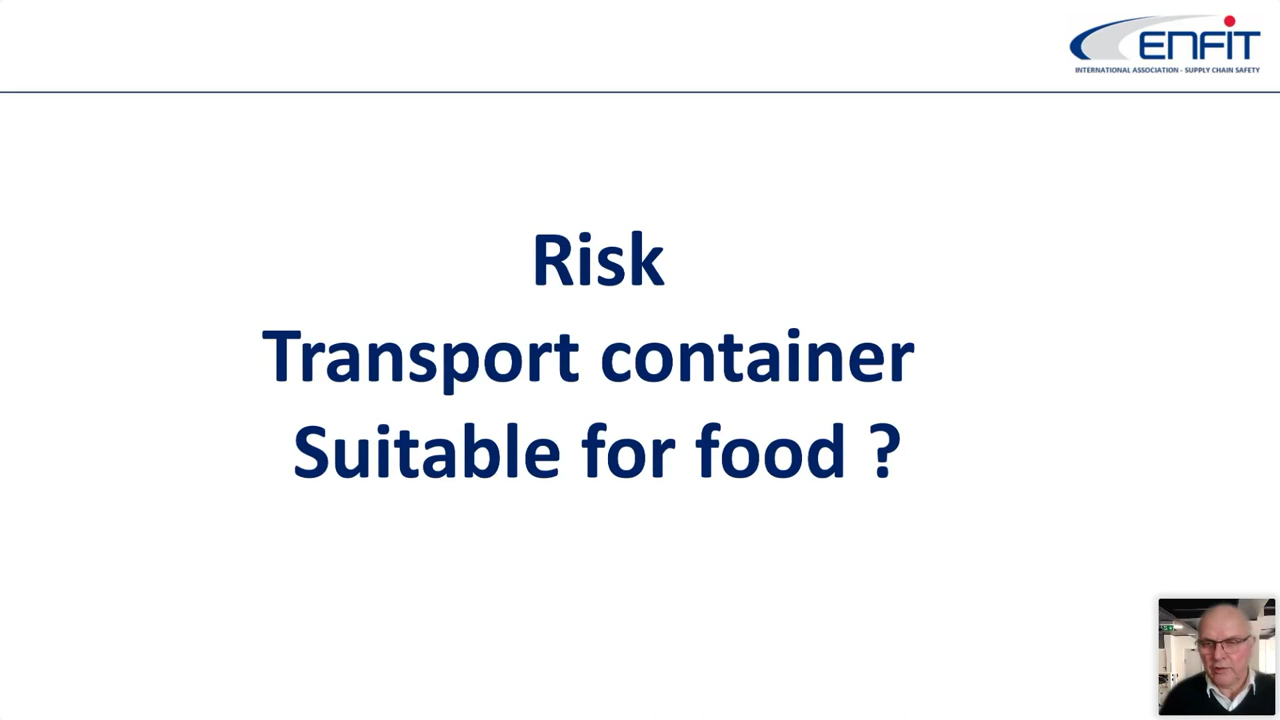 ENFIT
INTERNATIONAL ASSOCIATION - SUPPLY CHAIN SAFETY
Risk
Transport container
Suitable for food ?